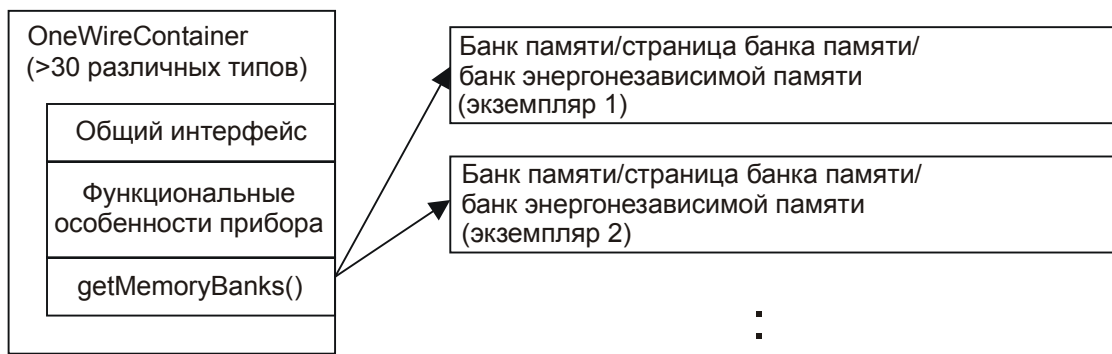 OneWireContainer
(>30 различных типов)
Общий интерфейс
Функциональные
особенности прибора
getMemoryBanks()
Банк памяти/страница банка памяти/
банк энергонезависимой памяти
(экземпляр 1)
Банк памяти/страница банка памяти/
банк энергонезависимой памяти
(экземпляр 2)